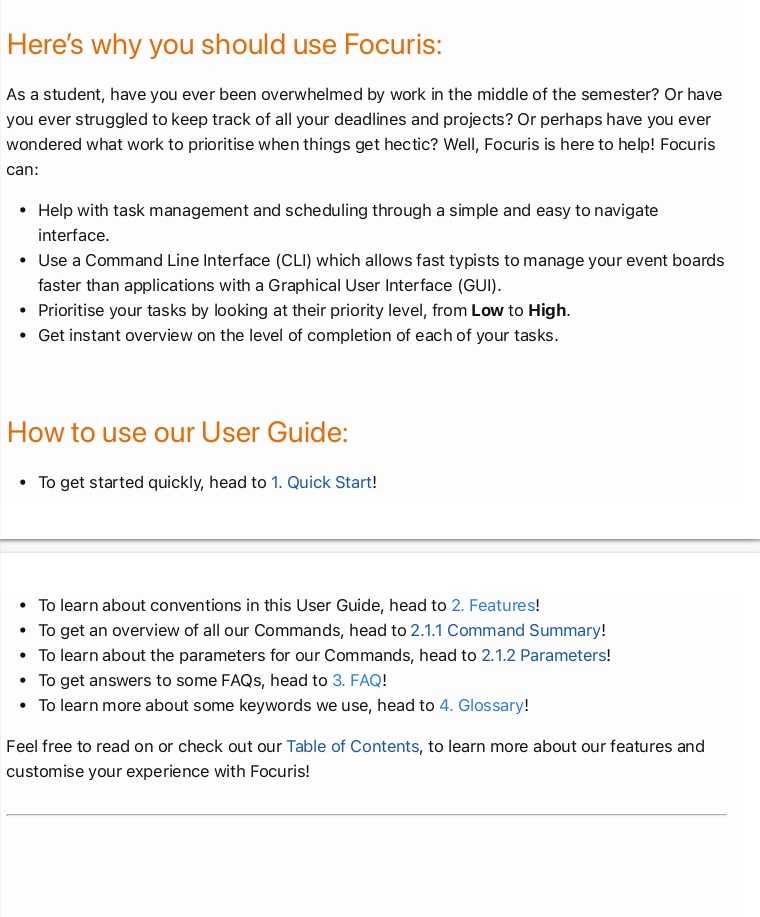 Here’s why you should use Focuris:
As a student, have you ever been overwhelmed by work in the middle of the semester? Or have
you ever struggled to keep track of all your deadlines and projects? Or perhaps have you ever
wondered what work to prioritise when things get hectic? Well, Focuris is here to help! Focuris
can:
• Help with task management and scheduling through a simple and easy to navigate
interface.
• Use a Command Line Interface (CLI) which allows fast typists to manage your event boards
faster than applications with a Graphical User Interface (GUI).
• Prioritise your tasks by looking at their priority level, from Low to High.
• Get instant overview on the level of completion of each of your tasks.
How to use our User Guide:
• To get started quickly, head to 1. Quick Start!
• To learn about conventions in this User Guide, head to 2. Features!
• To get an overview of all our Commands, head to 2.1.1 Command Summary!
• To learn about the parameters for our Commands, head to 2.1.2 Parameters!
• To get answers to some FAQs, head to 3. FAQ!
• To learn more about some keywords we use, head to 4. Glossary!
Feel free to read on or check out our Table of Contents, to learn more about our features and
customise your experience with Focuris!